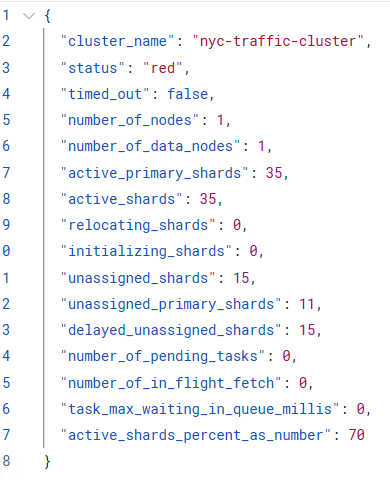 1 {
2 "cluster_name": "nyc-traffic-cluster",
3 "status": "red",
4 "timed_out": false,
5 "number_of_nodes": 1,
6 "number_of_data_nodes": 1,
7 "active_primary_shards": 35,
8 "active_shards": 35,
9 "relocating_shards": 0,
0 "initializing_shards": 0,
1 "unassigned_shards": 15,
2 "unassigned_primary_shards": 11,
3 "delayed_unassigned_shards": 15,
4 "number_of_pending_tasks": 0,
5 "number_of_in_flight_fetch": 0,
6 "task_max_waiting_in_queue_millis": 0,
7 "active_shards_percent_as_number": 70
8 }